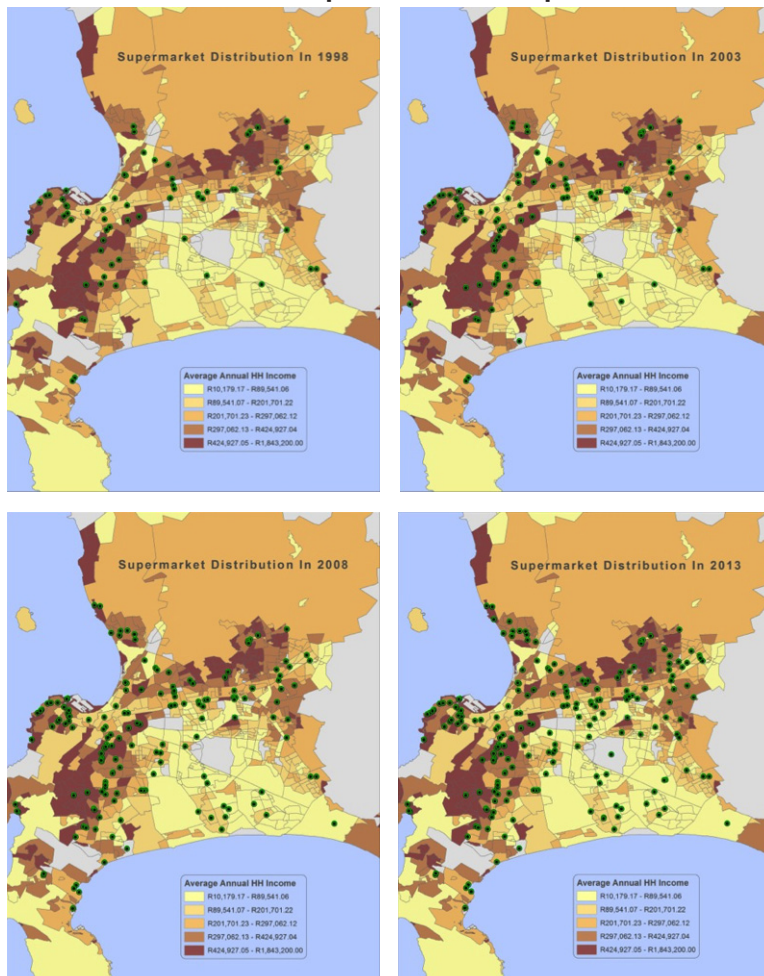 Supermarket Distribution In 1998
Average Annual HH Income
R10,179.17 - R89,541.06
R89,541.07 - R201,701.22
R201,701.23 - R297,062.12
R297,062.13 - R424,927.04
R424,927.05 - R1,843,200.00
Supermarket Distribution In 2003
Average Annual HH Income
R10,179.17 - R89,541.06
R89,541.07 - R201,701.22
R201,701.23 - R297,062.12
R297,062.13 - R424,927.04
R424,927.05 - R1,843,200.00
Supermarket Distribution In 2008
Average Annual HH Income
R10,179.17 - R89,541.06
R89,541.07 - R201,701.22
R201,701.23 - R297,062.12
R297,062.13 - R424,927.04
R424,927.05 - R1,843,200.00
Supermarket Distribution In 2013
Average Annual HH Income
R10,179.17 - R89,541.06
R89,541.07 - R201,701.22
R201,701.23 - R297,062.12
R297,062.13 - R424,927.04
R424,927.05 - R1,843,200.00